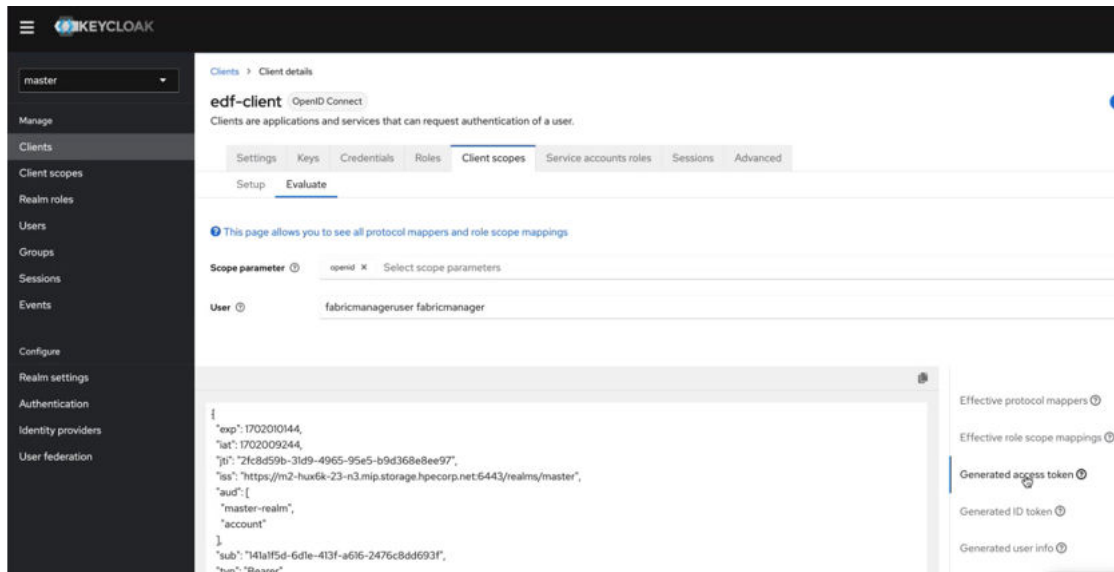 KEYCLOAK
master
Manage
Clients
Client scopes
Realm roles
Users
Groups
Sessions
Events
Configure
Realm settings
Authentication
Identity providers
User federation
Clients > Client details
edf-client OpenID Connect
Clients are applications and services that can request authentication of a user.
Settings Keys Credentials Roles Client scopes Service accounts roles Sessions Advanced
Setup Evaluate
This page allows you to see all protocol mappers and role scope mappings
Scope parameter openid × Select scope parameters
User fabricmanageruser fabricmanager
{
"exp": 1702010144,
"iat": 1702009244,
"jti": "2fc8d59b-31d9-4965-95e5-b9d368e8ee97",
"iss": "https://m2-hux6k-23-n3.mip.storage.hpecorp.net:6443/realms/master",
"aud": [
"master-realm",
"account"
],
"sub": "141a1f5d-6d1e-413f-a616-2476c8dd693f",
"typ": "Bearer",
Effective protocol mappers
Effective role scope mappings
Generated access token
Generated ID token
Generated user info